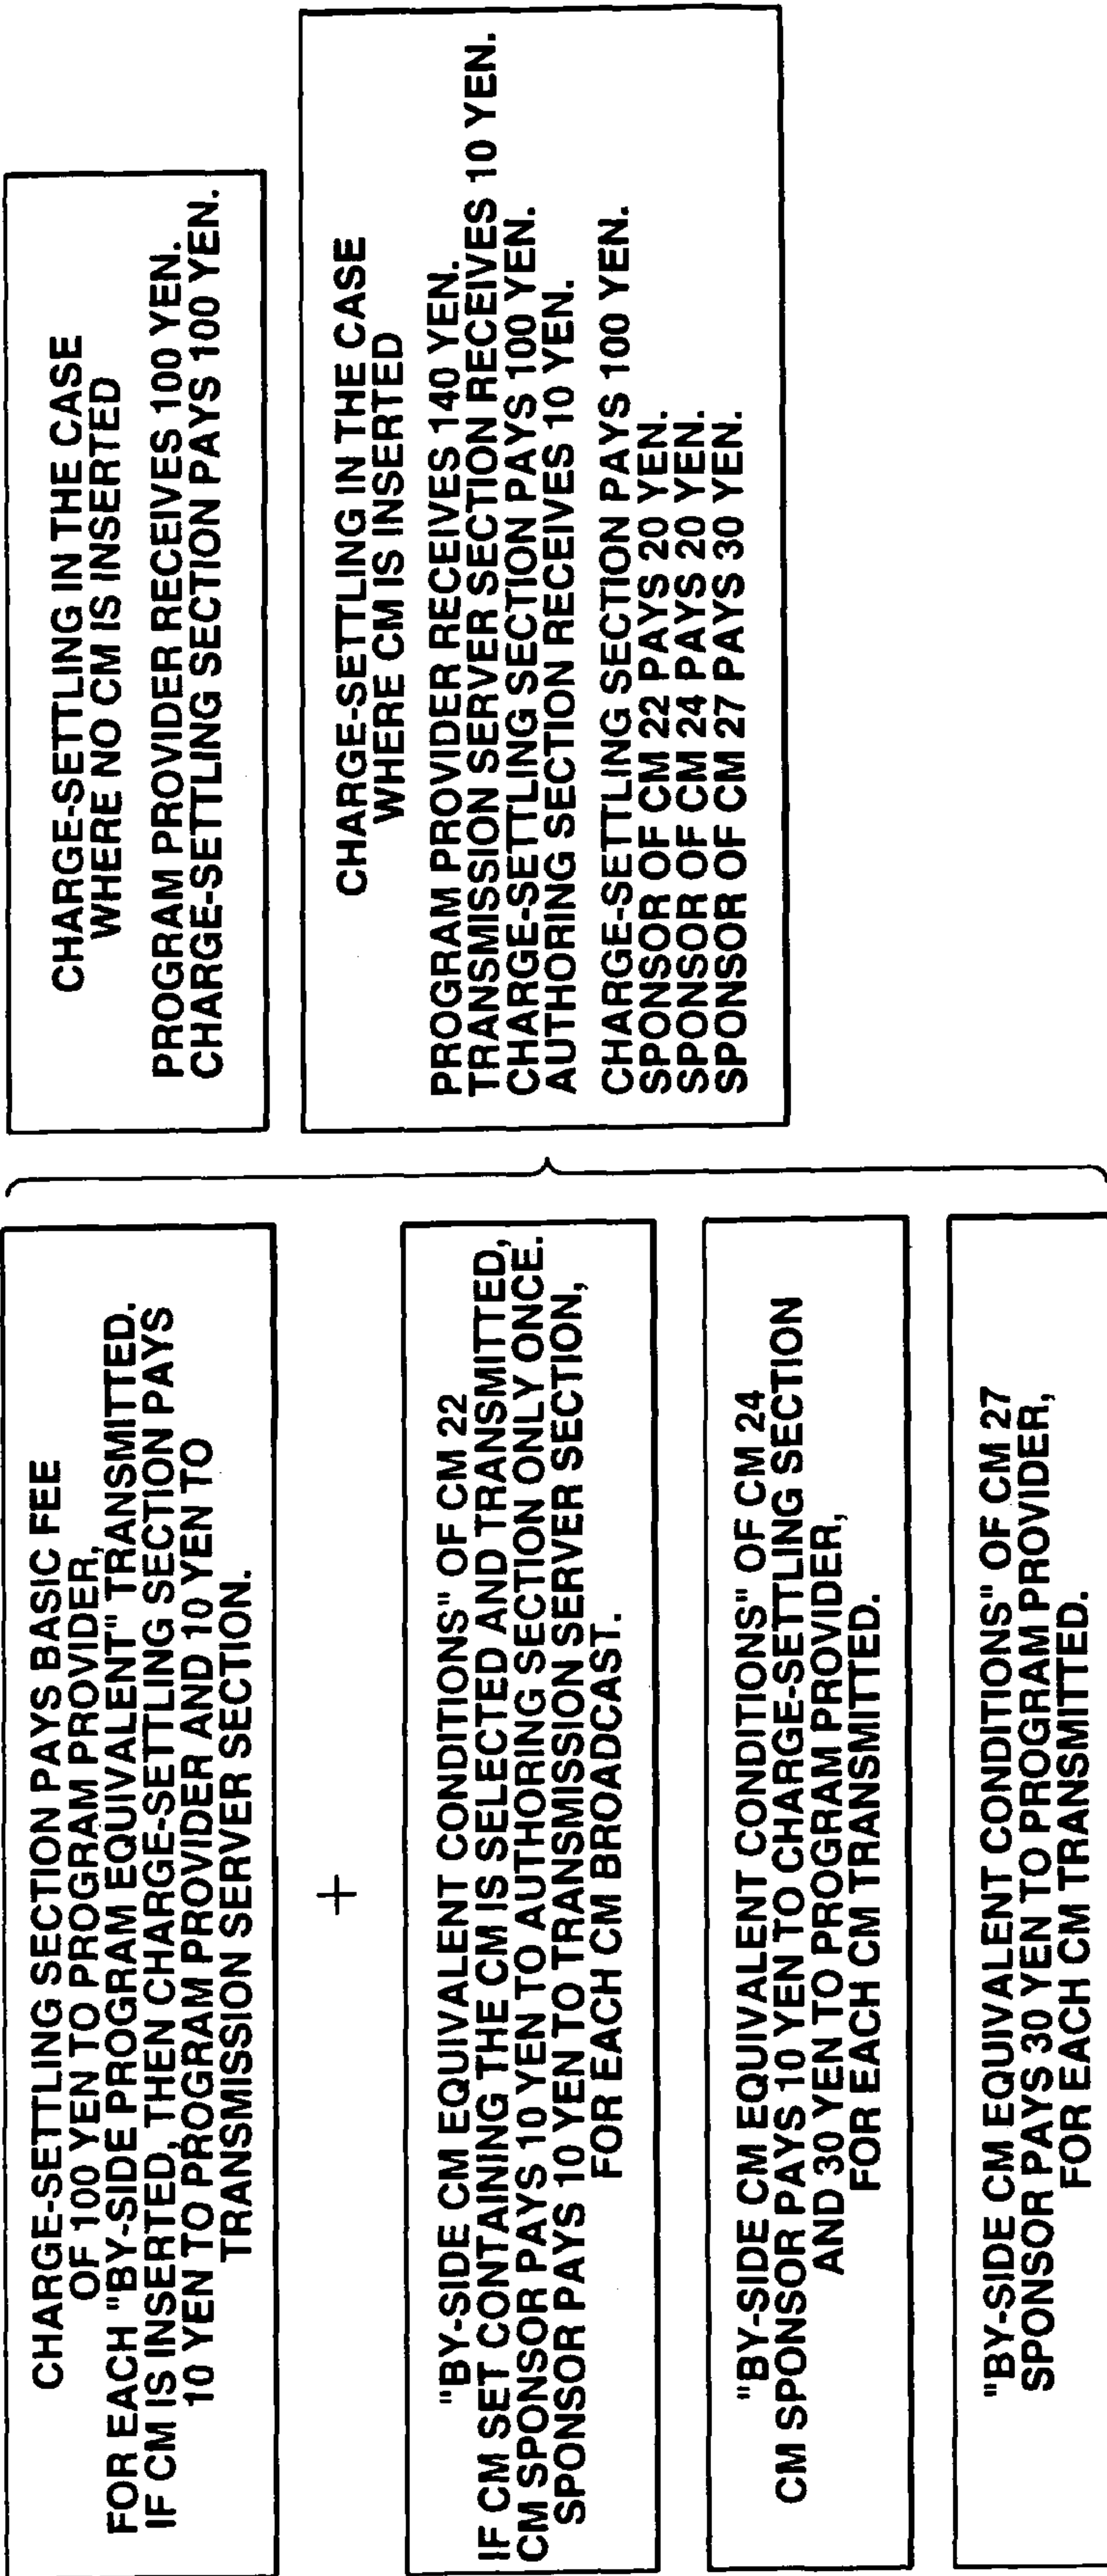 CHARGE-SETTLING SECTION PAYS BASIC FEE
OF 100 YEN TO PROGRAM PROVIDER,
FOR EACH "BY-SIDE PROGRAM EQUIVALENT" TRANSMITTED.
IF CM IS INSERTED, THEN CHARGE-SETTLING SECTION PAYS
10 YEN TO PROGRAM PROVIDER AND 10 YEN TO
TRANSMISSION SERVER SECTION.
+
"BY-SIDE CM EQUIVALENT CONDITIONS" OF CM 22
IF CM SET CONTAINING THE CM IS SELECTED AND TRANSMITTED,
CM SPONSOR PAYS 10 YEN TO AUTHORING SECTION ONLY ONCE.
SPONSOR PAYS 10 YEN TO TRANSMISSION SERVER SECTION,
FOR EACH CM BROADCAST.
"BY-SIDE CM EQUIVALENT CONDITIONS" OF CM 24
CM SPONSOR PAYS 10 YEN TO CHARGE-SETTLING SECTION
AND 30 YEN TO PROGRAM PROVIDER,
FOR EACH CM TRANSMITTED.
"BY-SIDE CM EQUIVALENT CONDITIONS" OF CM 27
SPONSOR PAYS 30 YEN TO PROGRAM PROVIDER,
FOR EACH CM TRANSMITTED.
CHARGE-SETTLING IN THE CASE
WHERE NO CM IS INSERTED
PROGRAM PROVIDER RECEIVES 100 YEN.
CHARGE-SETTLING SECTION PAYS 100 YEN.
CHARGE-SETTLING IN THE CASE
WHERE CM IS INSERTED
PROGRAM PROVIDER RECEIVES 140 YEN.
TRANSMISSION SERVER SECTION RECEIVES 10 YEN.
CHARGE-SETTLING SECTION PAYS 100 YEN.
AUTHORING SECTION RECEIVES 10 YEN.
CHARGE-SETTLING SECTION PAYS 100 YEN.
SPONSOR OF CM 22 PAYS 20 YEN.
SPONSOR OF CM 24 PAYS 20 YEN.
SPONSOR OF CM 27 PAYS 30 YEN.